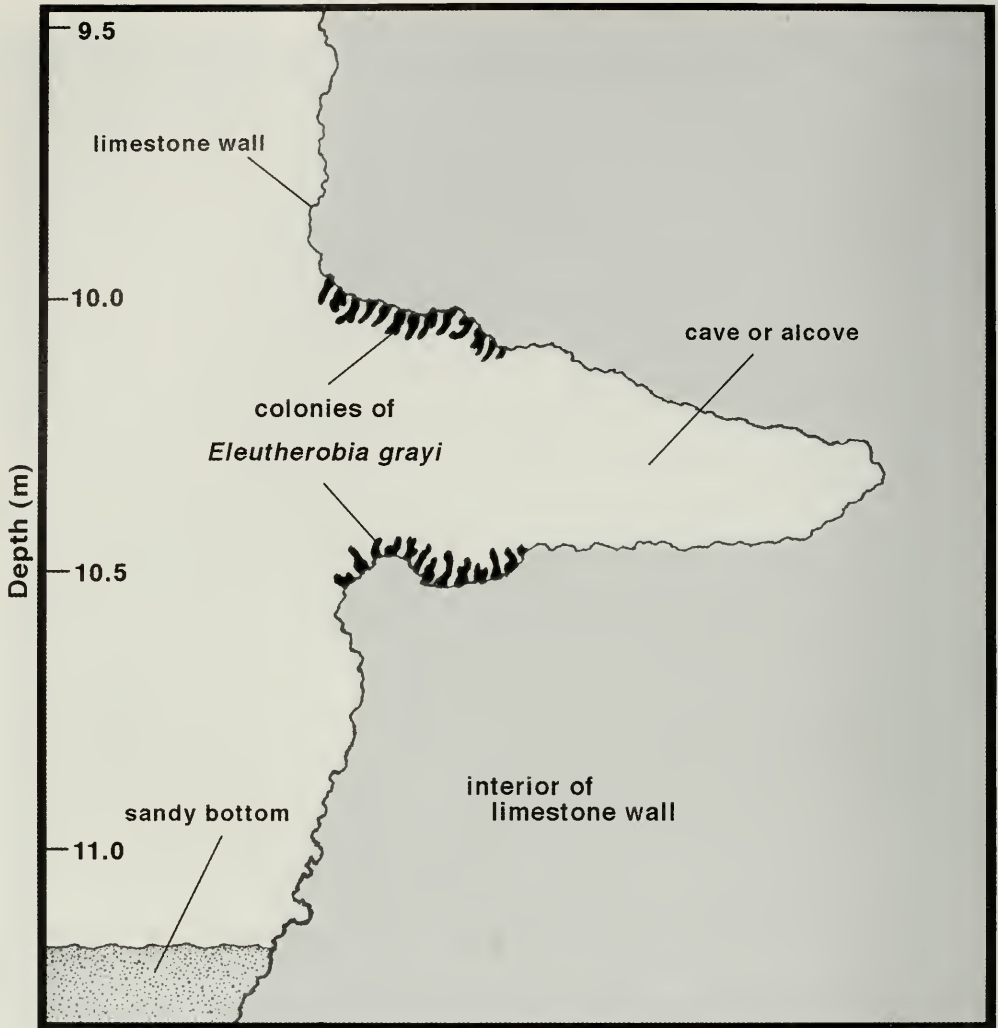 9.5
limestone wall
10.0
cave or alcove
colonies of
Eleutherobia grayi
Depth (m)
10.5
interior of
limestone wall
sandy bottom
11.0